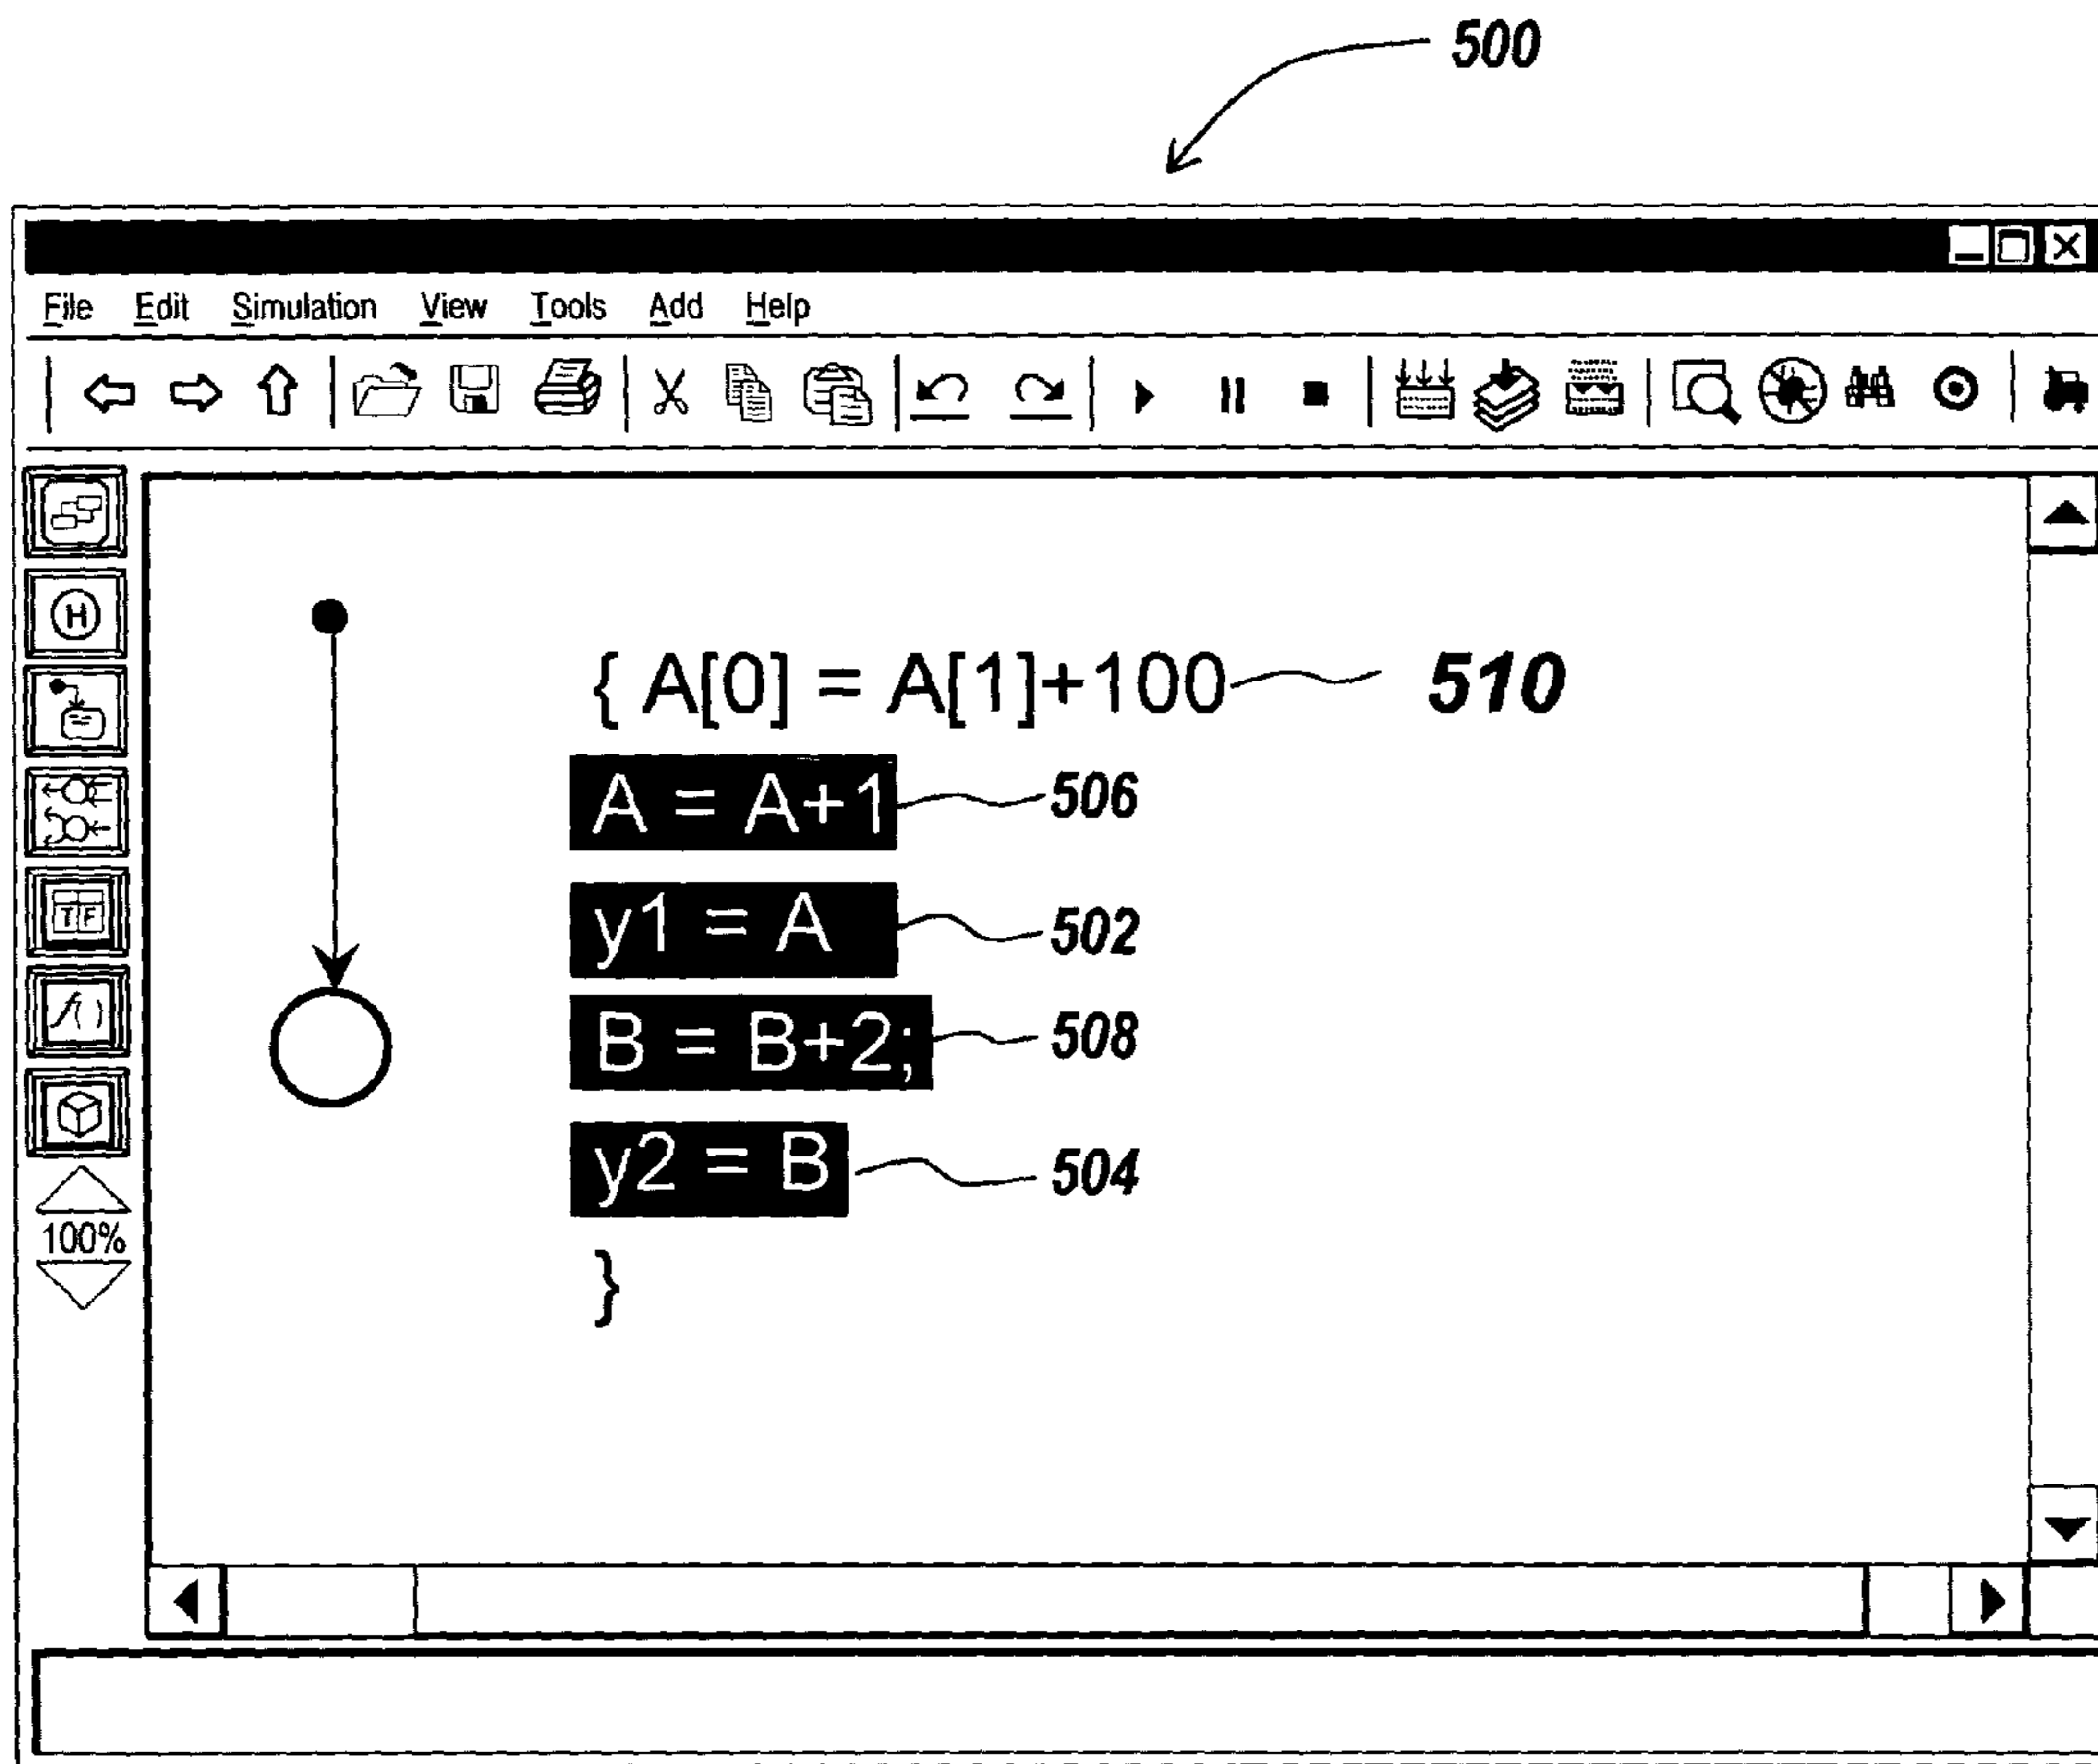 500
File Edit Simulation View Tools Add Help
H
{ A[0] = A[1]+100 510
A = A+1 506
y1 = A 502
TF
B = B+2; 508
f()
y2 = B 504
100%
}